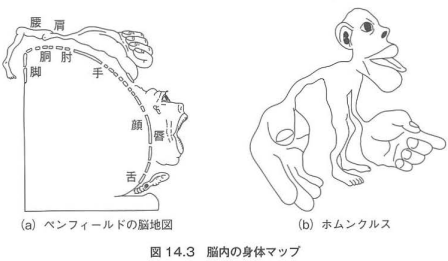 腰 肩
胴 肘
脚 手
顔 唇
舌
(a) ペンフィールドの脳地図
(b) ホムンクルス
図 14.3 脳内の身体マップ